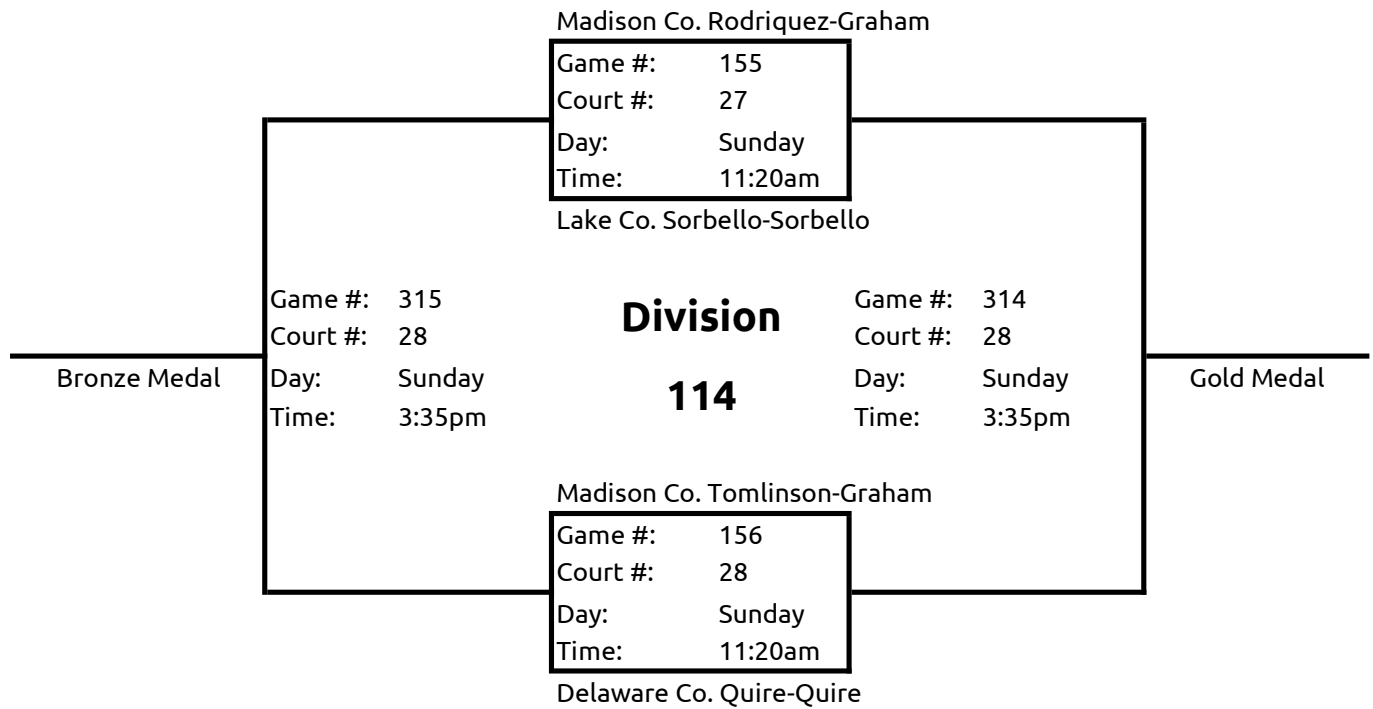 Madison Co. Rodriquez-Graham
Game #: 155
Court #: 27
Day: Sunday
Time: 11:20am
Lake Co. Sorbello-Sorbello
Game #: 315
Court #: 28
Day: Sunday
Time: 3:35pm
Bronze Medal
Division
114
Game #: 314
Court #: 28
Day: Sunday
Time: 3:35pm
Gold Medal
Madison Co. Tomlinson-Graham
Game #: 156
Court #: 28
Day: Sunday
Time: 11:20am
Delaware Co. Quire-Quire